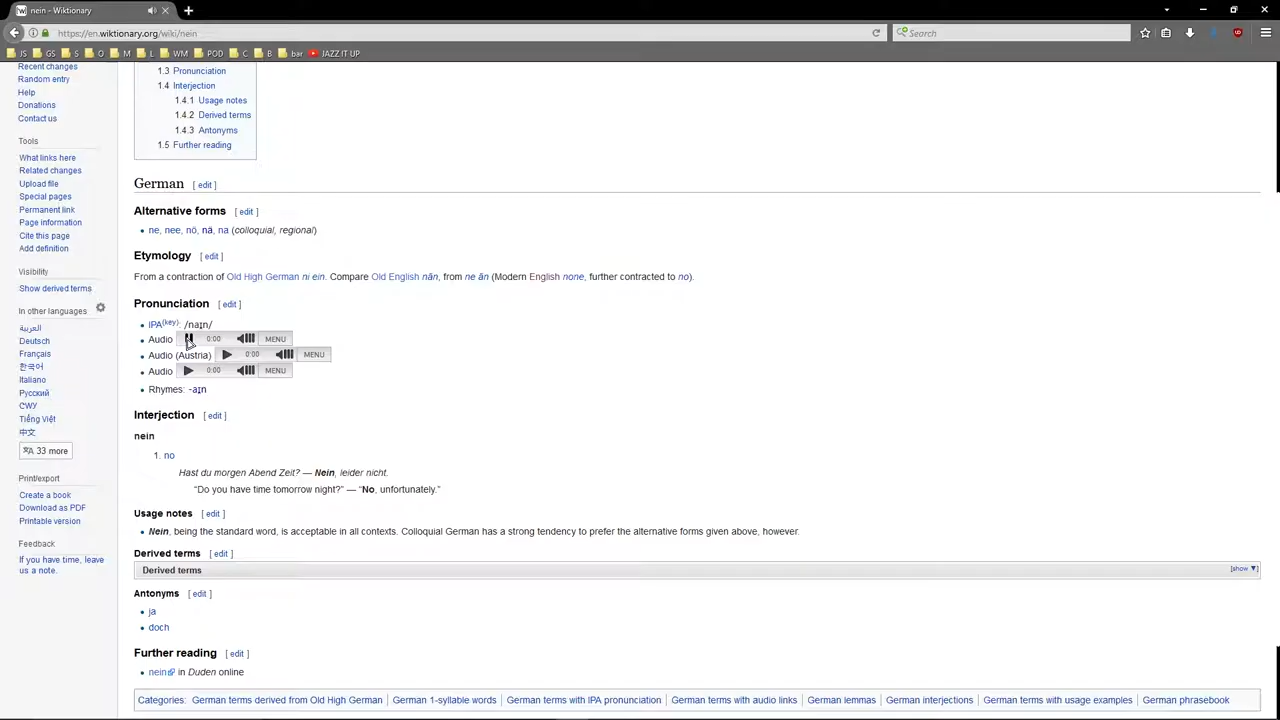 nein - Wiktionary
https://en.wiktionary.org/wiki/nein
Search
JS GS S O M L WM POD C B bar JAZZ IT UP
Recent changes
Random entry
Help
Donations
Contact us
Tools
What links here
Related changes
Upload file
Special pages
Permanent link
Page information
Cite this page
Add definition
Visibility
Show derived terms
In other languages
العربية
Deutsch
Français
한국어
Italiano
Русский
Tiếng Việt
中文
33 more
Print/export
Create a book
Download as PDF
Printable version
Feedback
If you have time, leave
us a note.
1.3 Pronunciation
1.4 Interjection
1.4.1 Usage notes
1.4.2 Derived terms
1.4.3 Antonyms
1.5 Further reading
German [ edit ]
Alternative forms [ edit ]
• ne, nee, nö, nä, na (colloquial, regional)
Etymology [ edit ]
From a contraction of Old High German ni ein. Compare Old English nān, from ne ān (Modern English none, further contracted to no).
Pronunciation [ edit ]
• IPA(key): /naɪ̯n/
• Audio 0:00 MENU
• Audio (Austria) 0:00 MENU
• Audio 0:00 MENU
• Rhymes: -aɪ̯n
Interjection [ edit ]
nein
1. no
Hast du morgen Abend Zeit? — Nein, leider nicht.
“Do you have time tomorrow night?” — “No, unfortunately.”
Usage notes [ edit ]
• Nein, being the standard word, is acceptable in all contexts. Colloquial German has a strong tendency to prefer the alternative forms given above, however.
Derived terms [ edit ]
Derived terms [show ▼]
Antonyms [ edit ]
• ja
• doch
Further reading [ edit ]
• nein in Duden online
Categories: German terms derived from Old High German | German 1-syllable words | German terms with IPA pronunciation | German terms with audio links | German lemmas | German interjections | German terms with usage examples | German phrasebook